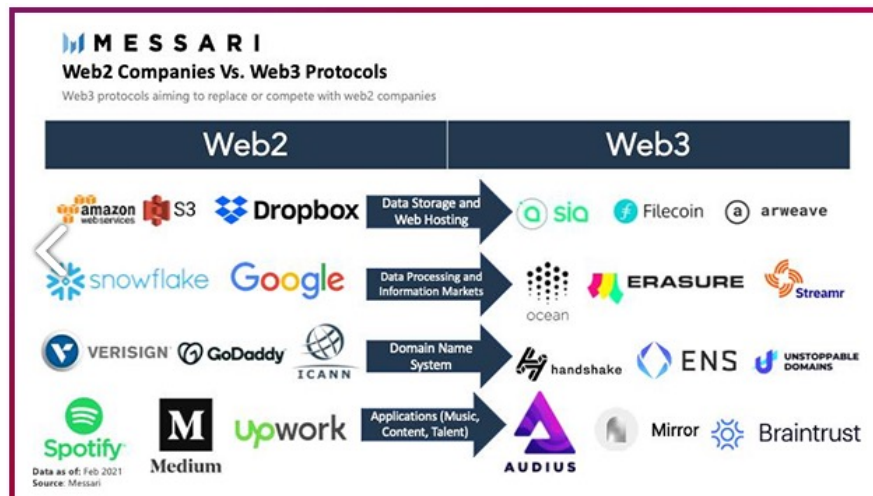 MESSARI
Web2 Companies Vs. Web3 Protocols
Web3 protocols aiming to replace or compete with web2 companies
Web2 Web3
amazon webservices S3 Dropbox Data Storage and Web Hosting sia Filecoin arweave
snowflake Google Data Processing and Information Markets ocean ERASURE Streamr
VERISIGN GoDaddy ICANN Domain Name System handshake ENS UNSTOPPABLE DOMAINS
Spotify Medium upwork Applications (Music, Content, Talent) AUDIUS Mirror Braintrust
Data as of: Feb 2021
Source: Messari